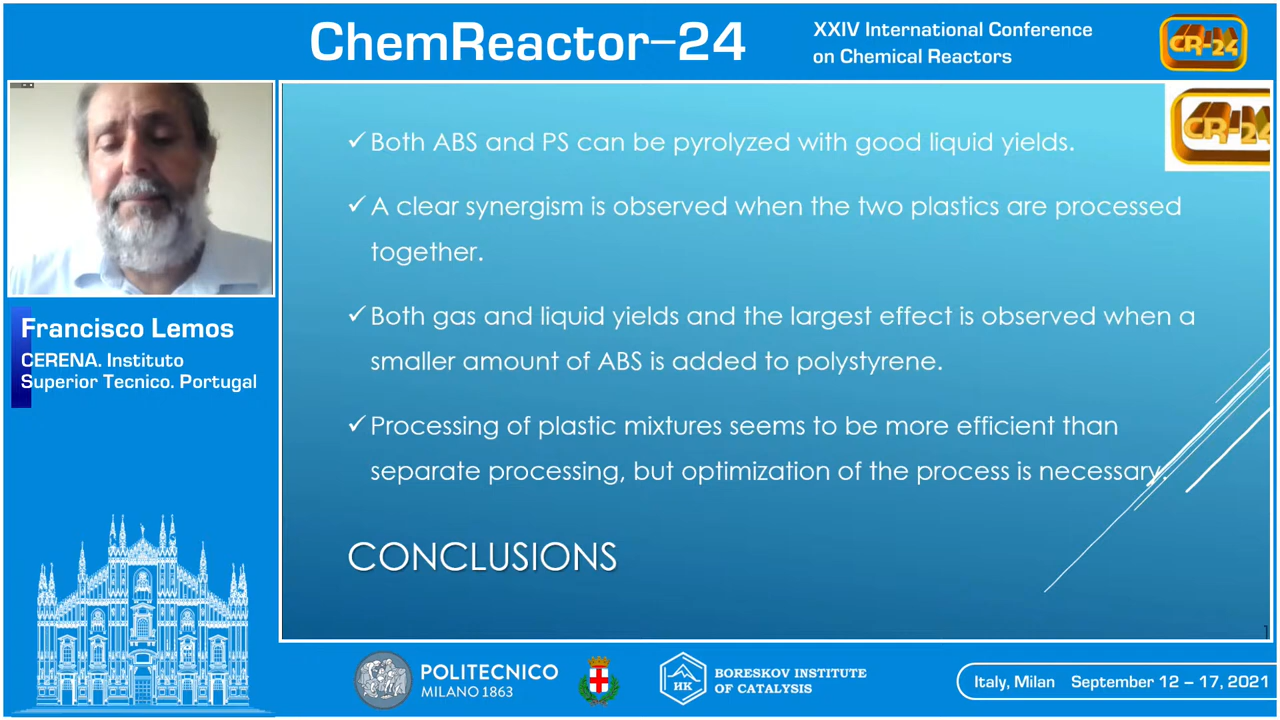 ChemReactor–24
XXIV International Conference
on Chemical Reactors
CR-24
CR-24
✓ Both ABS and PS can be pyrolyzed with good liquid yields.
✓ A clear synergism is observed when the two plastics are processed
together.
✓ Both gas and liquid yields and the largest effect is observed when a
smaller amount of ABS is added to polystyrene.
✓ Processing of plastic mixtures seems to be more efficient than
separate processing, but optimization of the process is necessary.
CONCLUSIONS
1
Francisco Lemos
CERENA. Instituto
Superior Tecnico. Portugal
POLITECNICO
MILANO 1863
HK
BORESKOV INSTITUTE
OF CATALYSIS
Italy, Milan September 12 – 17, 2021